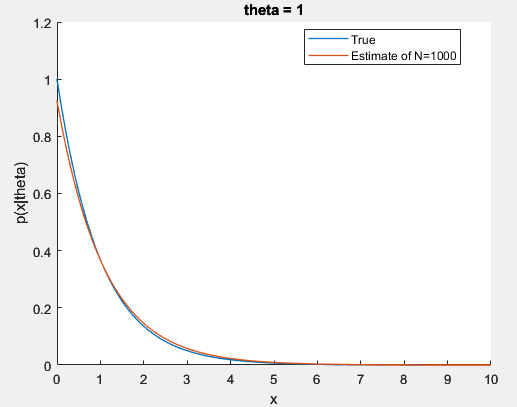 theta = 1
True
Estimate of N=1000
1.2
1
0.8
0.6
0.4
0.2
0
p(x|theta)
0 1 2 3 4 5 6 7 8 9 10
x